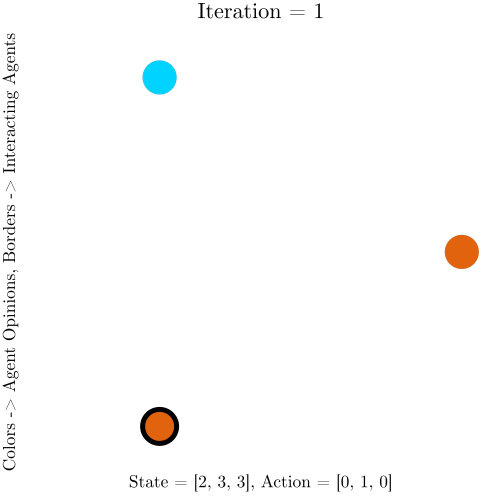 Iteration = 1
Colors -> Agent Opinions, Borders -> Interacting Agents
State = [2, 3, 3], Action = [0, 1, 0]